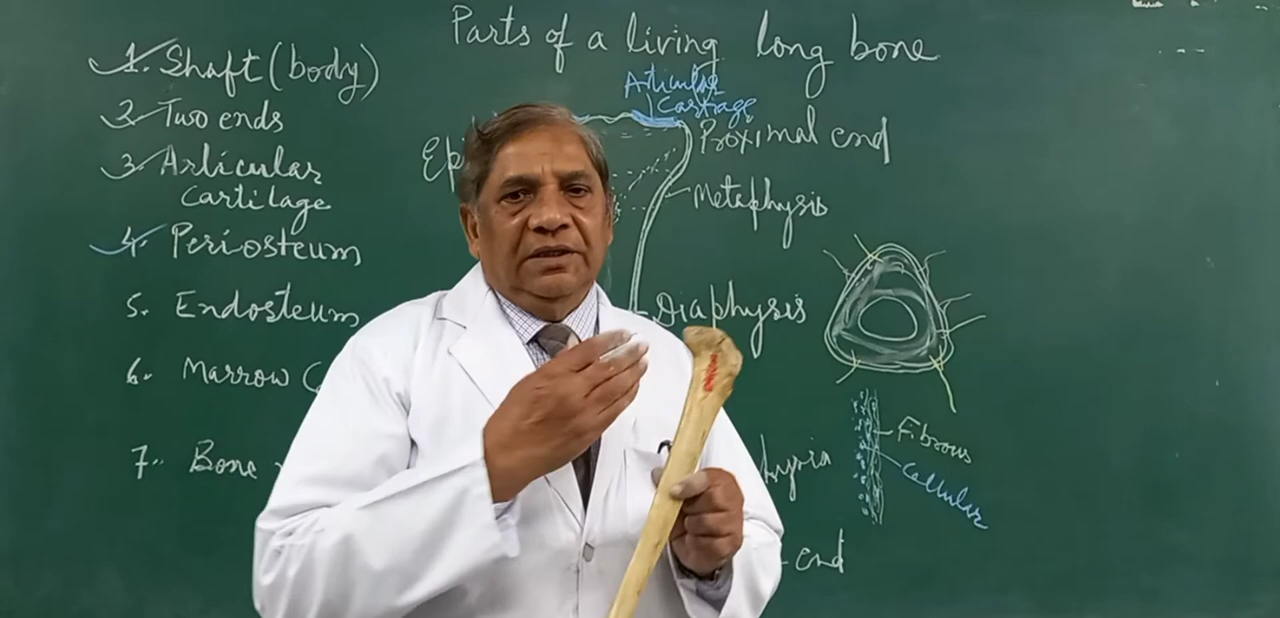 Parts of a living long bone
1. Shaft (body)
2. Two ends
3. Articular
cartilage
4. Periosteum
5. Endosteum
6. Marrow
7. Bone
Articular
Proximal end
Metaphysis
Diaphysis
Fibrous
Cellular
end